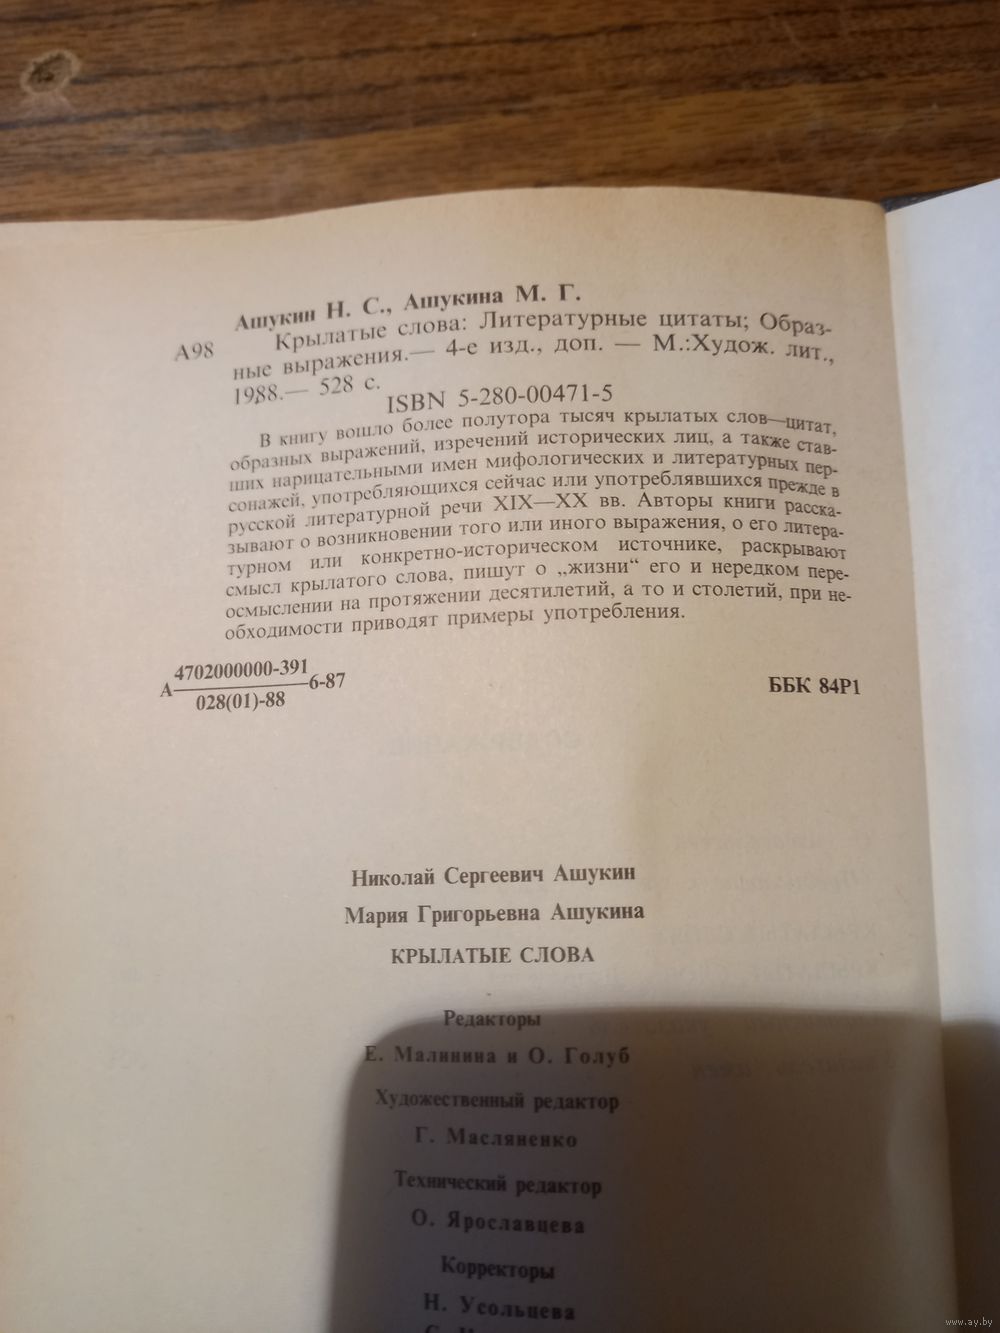 Ашукин Н. С., Ашукина М. Г.
А98 Крылатые слова: Литературные цитаты; Образ-
ные выражения.— 4-е изд., доп. — М.:Худож. лит.,
1988.— 528 с.
ISBN 5-280-00471-5
В книгу вошло более полутора тысяч крылатых слов—цитат,
образных выражений, изречений исторических лиц, а также став-
ших нарицательными имен мифологических и литературных пер-
сонажей, употребляющихся сейчас или употреблявшихся прежде в
русской литературной речи XIX—XX вв. Авторы книги расска-
зывают о возникновении того или иного выражения, о его литера-
турном или конкретно-историческом источнике, раскрывают
смысл крылатого слова, пишут о „жизни“ его и нередком пере-
осмыслении на протяжении десятилетий, а то и столетий, при не-
обходимости приводят примеры употребления.
4702000000-391
А 6-87
028(01)-88
ББК 84Р1
Николай Сергеевич Ашукин
Мария Григорьевна Ашукина
КРЫЛАТЫЕ СЛОВА
Редакторы
Е. Малинина и О. Голуб
Художественный редактор
Г. Масляненко
Технический редактор
О. Ярославцева
Корректоры
Н. Усольцева
www.ay.by